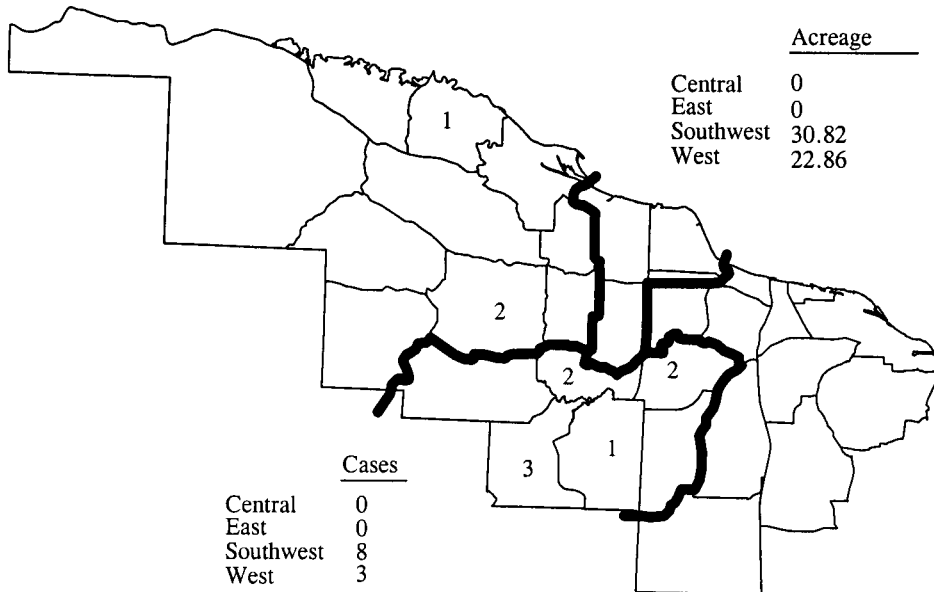 Acreage
Central 0
East 0
Southwest 30.82
West 22.86
1
2
2
2
3
1
Cases
Central 0
East 0
Southwest 8
West 3